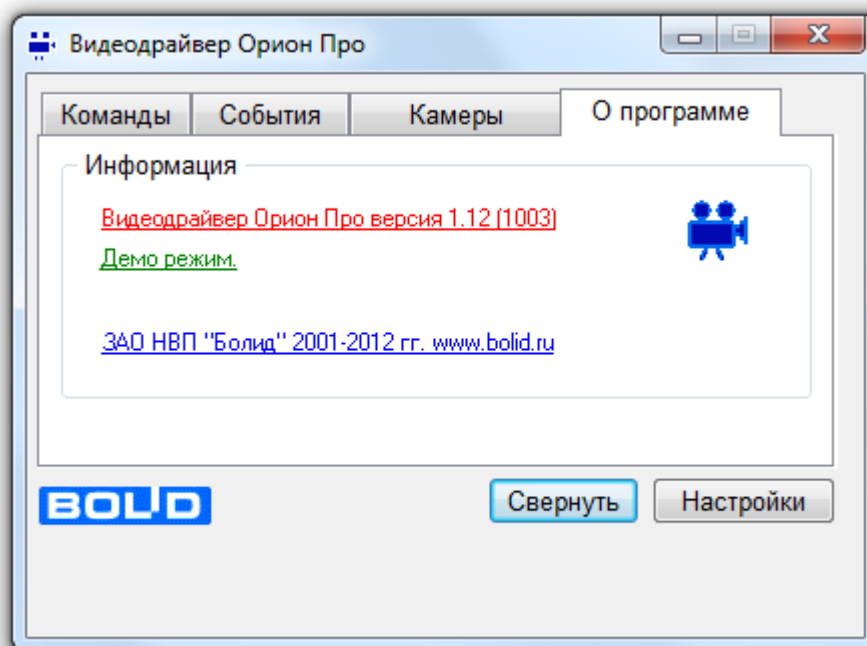 Видеодрайвер Орион Про
Команды События Камеры О программе
Информация
Видеодрайвер Орион Про версия 1.12 (1003)
Демо режим.
ЗАО НВП "Болид" 2001-2012 гг. www.bolid.ru
BOLID Свернуть Настройки